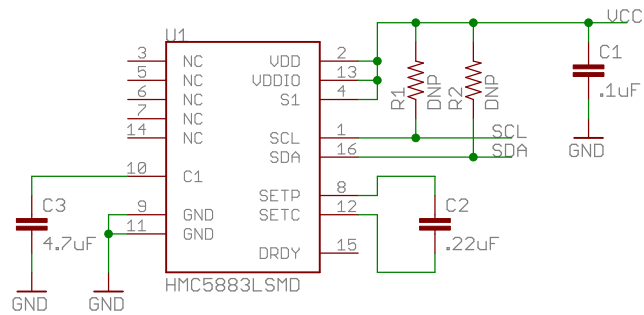 VCC
U1
3 NC VDD 2
5 NC VDDIO 13
6 NC S1 4
7 NC
14 NC SCL 1 SCL
SDA 16 SDA
10 C1
SETP 8
9 GND SETC 12
11 GND
DRDY 15
HMC5883LSMD
R1
DNP
R2
DNP
C1
.1uF
GND
C2
.22uF
C3
4.7uF
GND
GND